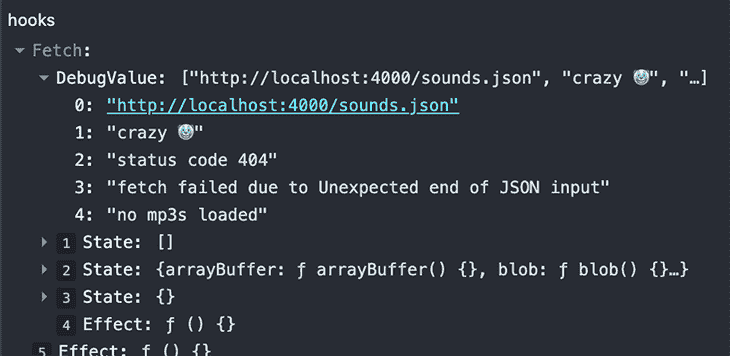 hooks
Fetch:
DebugValue: ["http://localhost:4000/sounds.json", "crazy 🤡", "…]
0: "http://localhost:4000/sounds.json"
1: "crazy 🤡"
2: "status code 404"
3: "fetch failed due to Unexpected end of JSON input"
4: "no mp3s loaded"
1 State: []
2 State: {arrayBuffer: ƒ arrayBuffer() {}, blob: ƒ blob() {}…}
3 State: {}
4 Effect: ƒ () {}
5 Effect: ƒ () {}